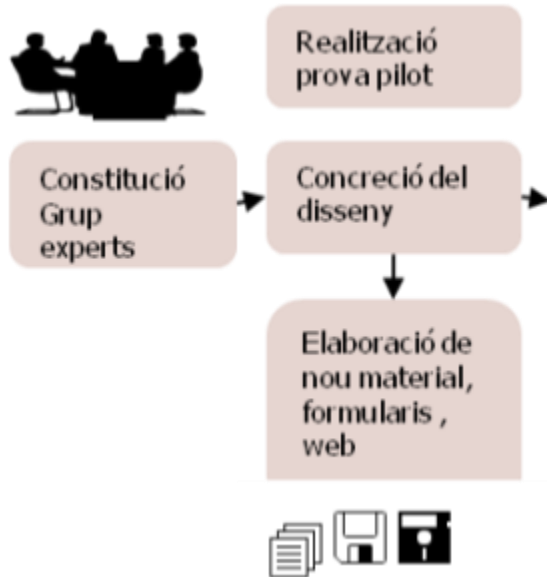 Realització
prova pilot
Constitució
Grup
experts
Concreció del
disseny
Elaboració de
nou material,
formularis ,
web